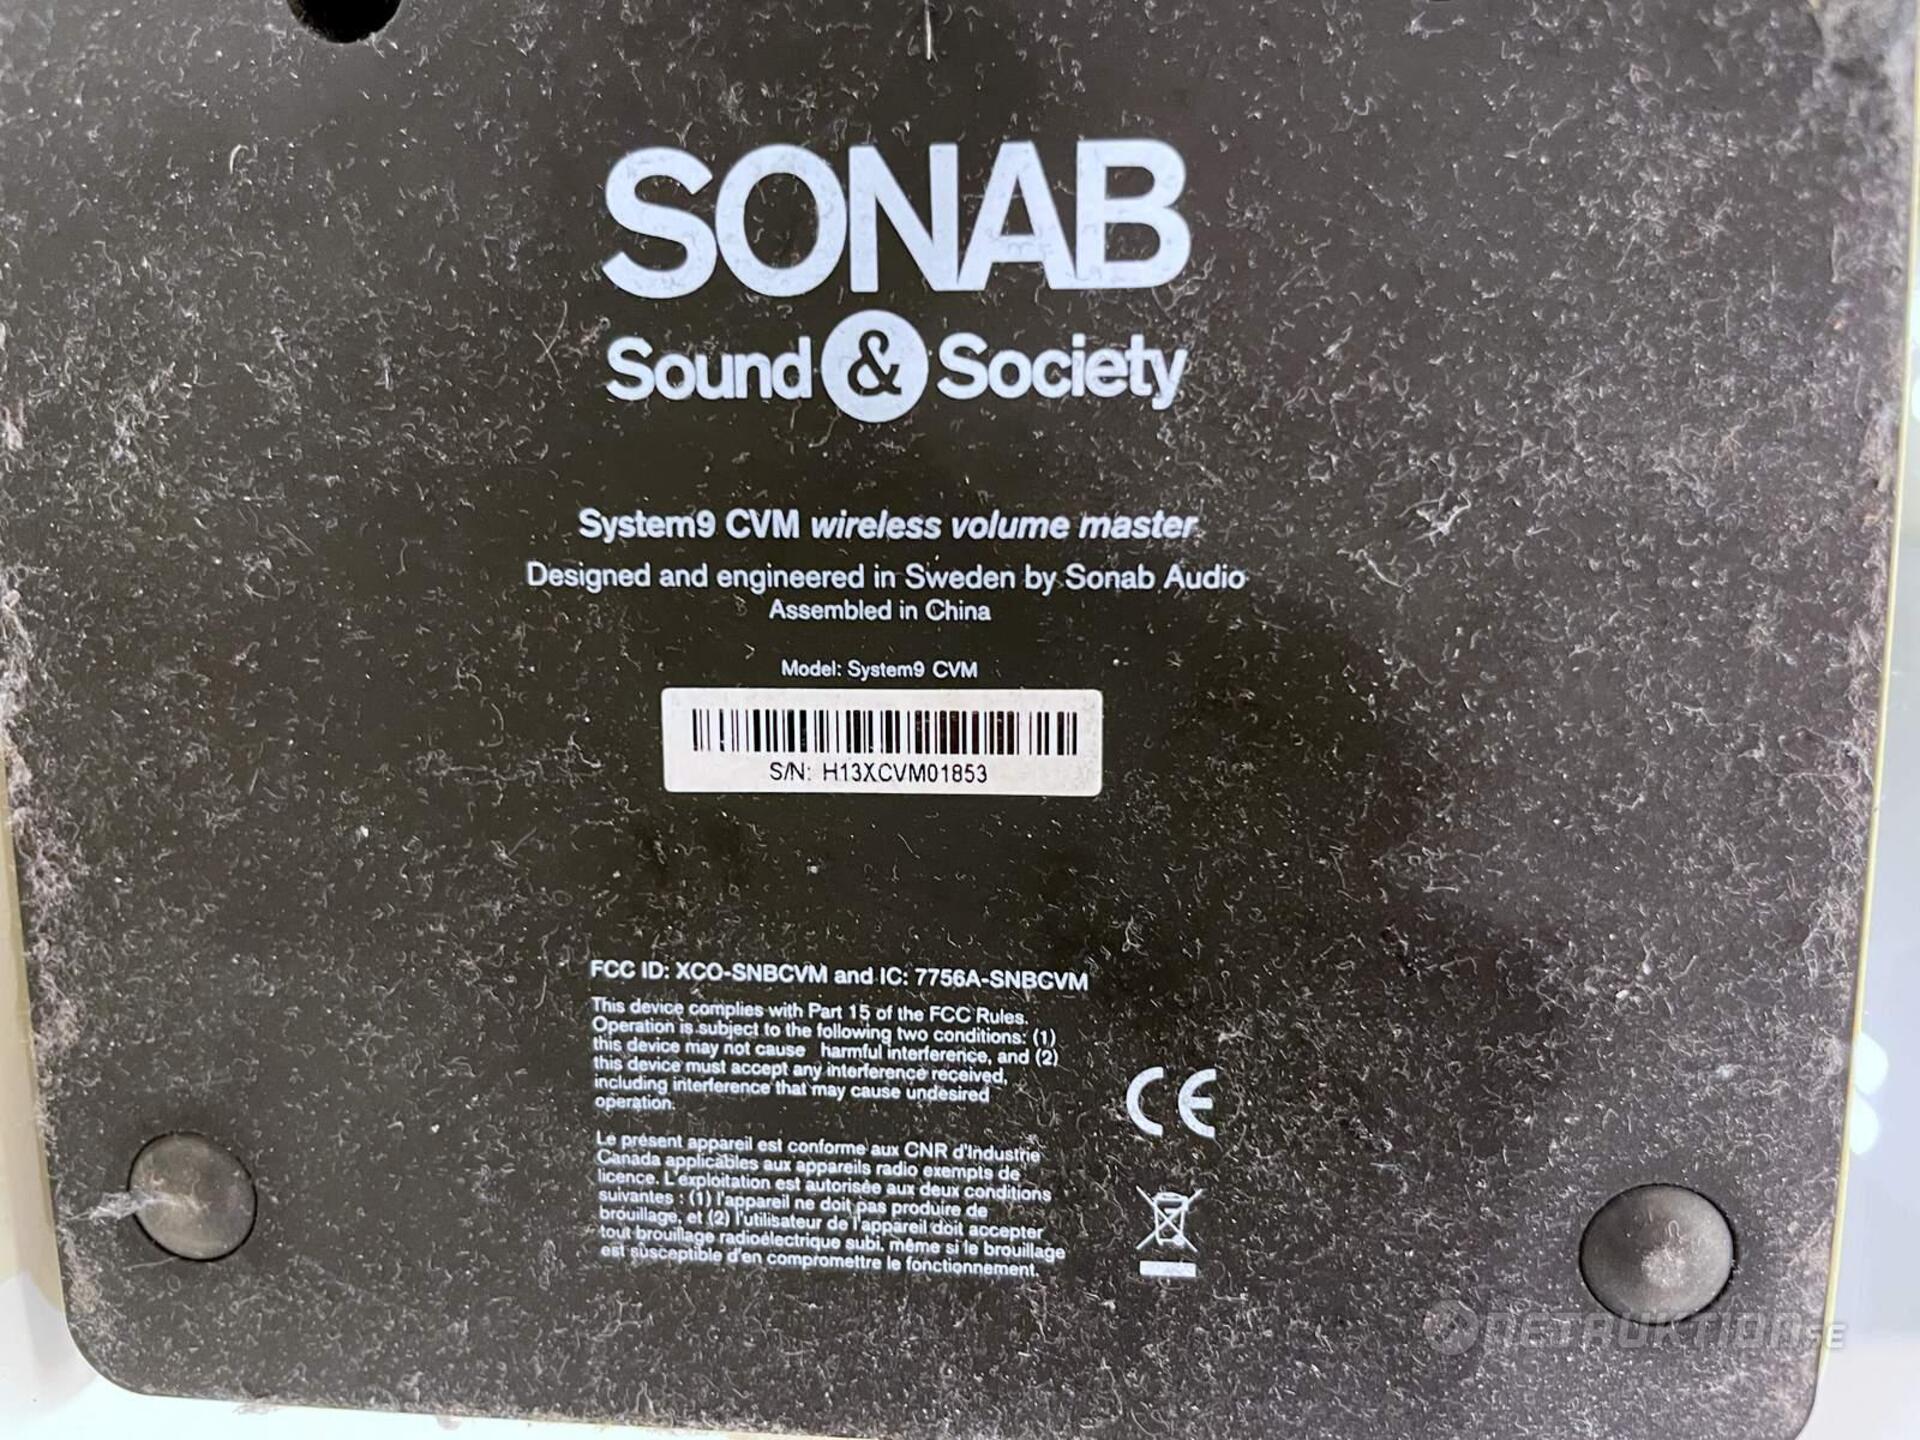 SONAB
Sound & Society
System9 CVM wireless volume master
Designed and engineered in Sweden by Sonab Audio
Assembled in China
Model: System9 CVM
S/N: H13XCVM01853
FCC ID: XCO-SNBCVM and IC: 7756A-SNBCVM
This device complies with Part 15 of the FCC Rules.
Operation is subject to the following two conditions: (1)
this device may not cause harmful interference, and (2)
this device must accept any interference received,
including interference that may cause undesired
operation.
CE
Le présent appareil est conforme aux CNR d'Industrie
Canada applicables aux appareils radio exempts de
licence. L'exploitation est autorisée aux deux conditions
suivantes : (1) l'appareil ne doit pas produire de
brouillage, et (2) l'utilisateur de l'appareil doit accepter
tout brouillage radioélectrique subi, même si le brouillage
est susceptible d'en compromettre le fonctionnement.
NETAUKTION.SE